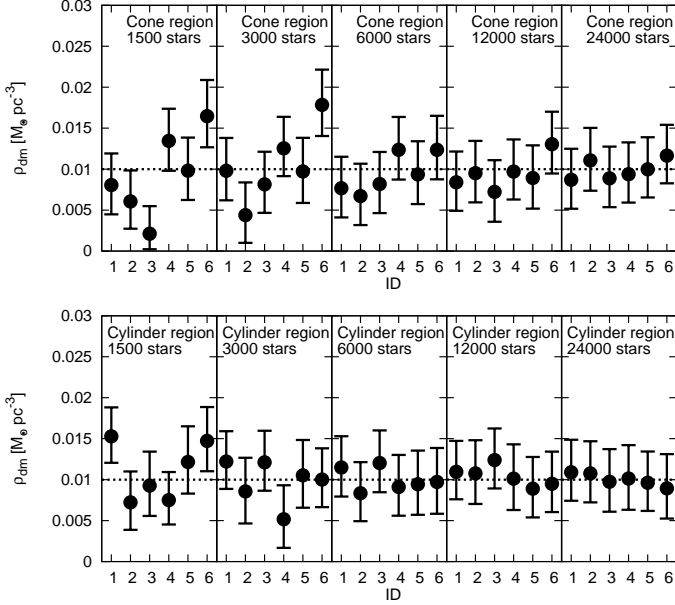 0.03
0.025
0.02
0.015
0.01
0.005
0
ρdm [M⊕ pc-3]
Cone region
1500 stars
Cone region
3000 stars
Cone region
6000 stars
Cone region
12000 stars
Cone region
24000 stars
1 2 3 4 5 6 1 2 3 4 5 6 1 2 3 4 5 6 1 2 3 4 5 6 1 2 3 4 5 6
ID
0.03
0.025
0.02
0.015
0.01
0.005
0
ρdm [M⊕ pc-3]
Cylinder region
1500 stars
Cylinder region
3000 stars
Cylinder region
6000 stars
Cylinder region
12000 stars
Cylinder region
24000 stars
1 2 3 4 5 6 1 2 3 4 5 6 1 2 3 4 5 6 1 2 3 4 5 6 1 2 3 4 5 6
ID